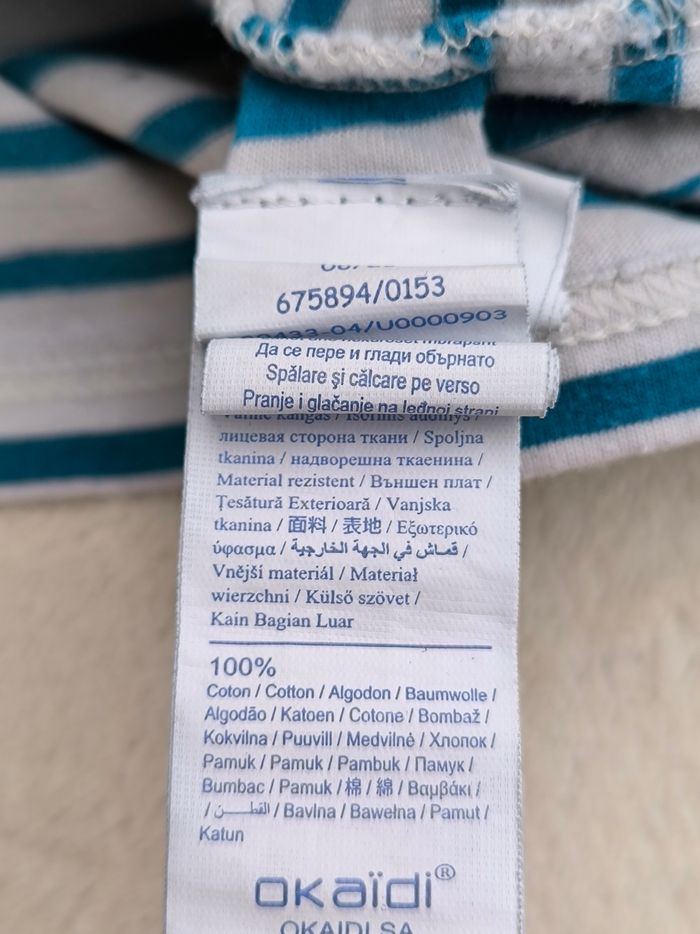 675894/0153
-04/U0000903
Да се пере и глади обърнато
Spălare şi călcare pe verso
Pranje i glačanje na leđnoj strani
лицевая сторона ткани / Spoljna
tkanina / надворешна ткаенина /
Material rezistent / Външен плат /
Ţesătură Exterioară / Vanjska
tkanina / 面料 / 表地 / Εξωτερικό
ύφασμα / قماش في الجهة الخارجية /
Vnější materiál / Materiał
wierzchni / Külső szövet /
Kain Bagian Luar
100%
Coton / Cotton / Algodon / Baumwolle /
Algodão / Katoen / Cotone / Bombaž /
Kokvilna / Puuvill / Medvilnė / Хлопок /
Pamuk / Pamuk / Pambuk / Памук /
Bumbac / Pamuk / 棉 / 綿 / Βαμβάκι /
/ القطــــن / Bavlna / Bawełna / Pamut /
Katun
okaïdi®
OKAIDI SA